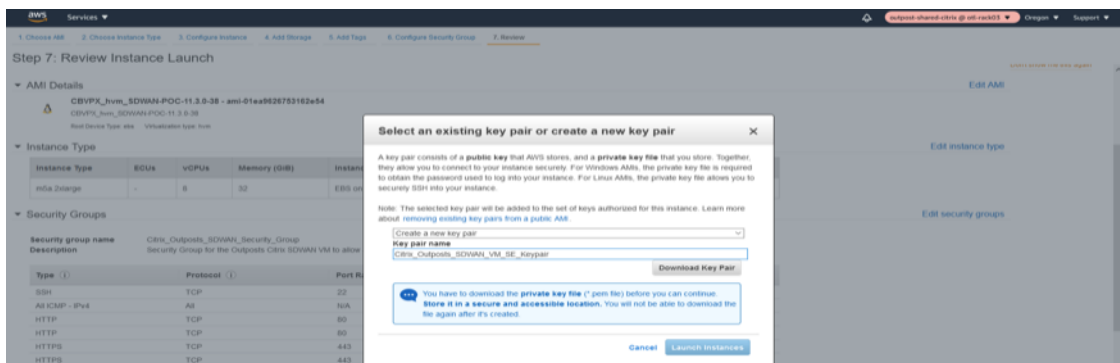 aws
Services
outpost-shared-citrix @ otl-rack03
Oregon
Support
1. Choose AMI
2. Choose Instance Type
3. Configure Instance
4. Add Storage
5. Add Tags
6. Configure Security Group
7. Review
Step 7: Review Instance Launch
AMI Details
Edit AMI
CBVPX_hvm_SDWAN-POC-11.3.0-38 - ami-01aa9626753162e54
CBVPX_hvm_SDWAN-POC-11.3.0-38
Root Device Type: ebs Virtualization type: hvm
Instance Type
Edit instance type
Instance Type ECUs vCPUs Memory (GiB)
m5a.2xlarge - 8 32
Security Groups
Edit security groups
Security group name Citrix_Outposts_SDWAN_Security_Group
Description Security Group for the Outposts Citrix SDWAN VM to allow
Type Protocol
SSH TCP 22
All ICMP - IPv4 All N/A
HTTP TCP 80
HTTP TCP 80
HTTPS TCP 443
HTTPS TCP 443
Select an existing key pair or create a new key pair
A key pair consists of a public key that AWS stores, and a private key file that you store. Together,
they allow you to connect to your instance securely. For Windows AMIs, the private key file is required
to obtain the password used to log into your instance. For Linux AMIs, the private key file allows you to
securely SSH into your instance.
Note: The selected key pair will be added to the set of keys authorized for this instance. Learn more
about removing existing key pairs from a public AMI.
Create a new key pair
Key pair name
Citrix_Outposts_SDWAN_VM_SE_Keypair
Download Key Pair
You have to download the private key file (*.pem file) before you can continue.
Store it in a secure and accessible location. You will not be able to download the
file again after it's created.
Cancel
Launch Instances